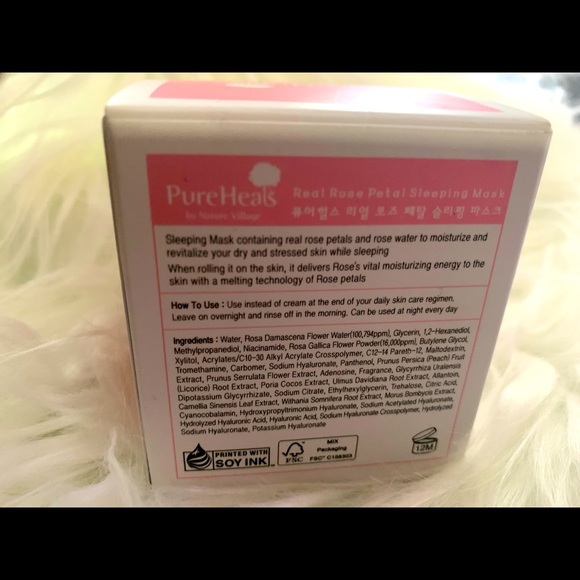 PureHeals
by Nature Village
Real Rose Petal Sleeping Mask
퓨어힐스 리얼 로즈 페탈 슬리핑 마스크
Sleeping Mask containing real rose petals and rose water to moisturize and
revitalize your dry and stressed skin while sleeping
When rolling it on the skin, it delivers Rose's vital moisturizing energy to the
skin with a melting technology of Rose petals
How To Use : Use instead of cream at the end of your daily skin care regimen.
Leave on overnight and rinse off in the morning. Can be used at night every day
Ingredients : Water, Rosa Damascena Flower Water(100,794ppm), Glycerin, 1,2-Hexanediol,
Methylpropanediol, Niacinamide, Rosa Gallica Flower Powder(16,000ppm), Butylene Glycol,
Xylitol, Acrylates/C10-30 Alkyl Acrylate Crosspolymer, C12-14 Pareth-12, Maltodextrin,
Tromethamine, Carbomer, Sodium Hyaluronate, Panthenol, Prunus Persica (Peach) Fruit
Extract, Prunus Serrulata Flower Extract, Adenosine, Fragrance, Glycyrrhiza Uralensis
(Licorice) Root Extract, Poria Cocos Extract, Ulmus Davidiana Root Extract, Allantoin,
Dipotassium Glycyrrhizate, Sodium Citrate, Ethylhexylglycerin, Trehalose, Citric Acid,
Camellia Sinensis Leaf Extract, Withania Somnifera Root Extract, Morus Bombycis Extract,
Cyanocobalamin, Hydroxypropyltrimonium Hyaluronate, Sodium Acetylated Hyaluronate,
Hydrolyzed Hyaluronic Acid, Hyaluronic Acid, Sodium Hyaluronate Crosspolymer, Hydrolyzed
Sodium Hyaluronate, Potassium Hyaluronate
PRINTED WITH
SOY INK™
FSC
MIX
Packaging
FSC®
12M